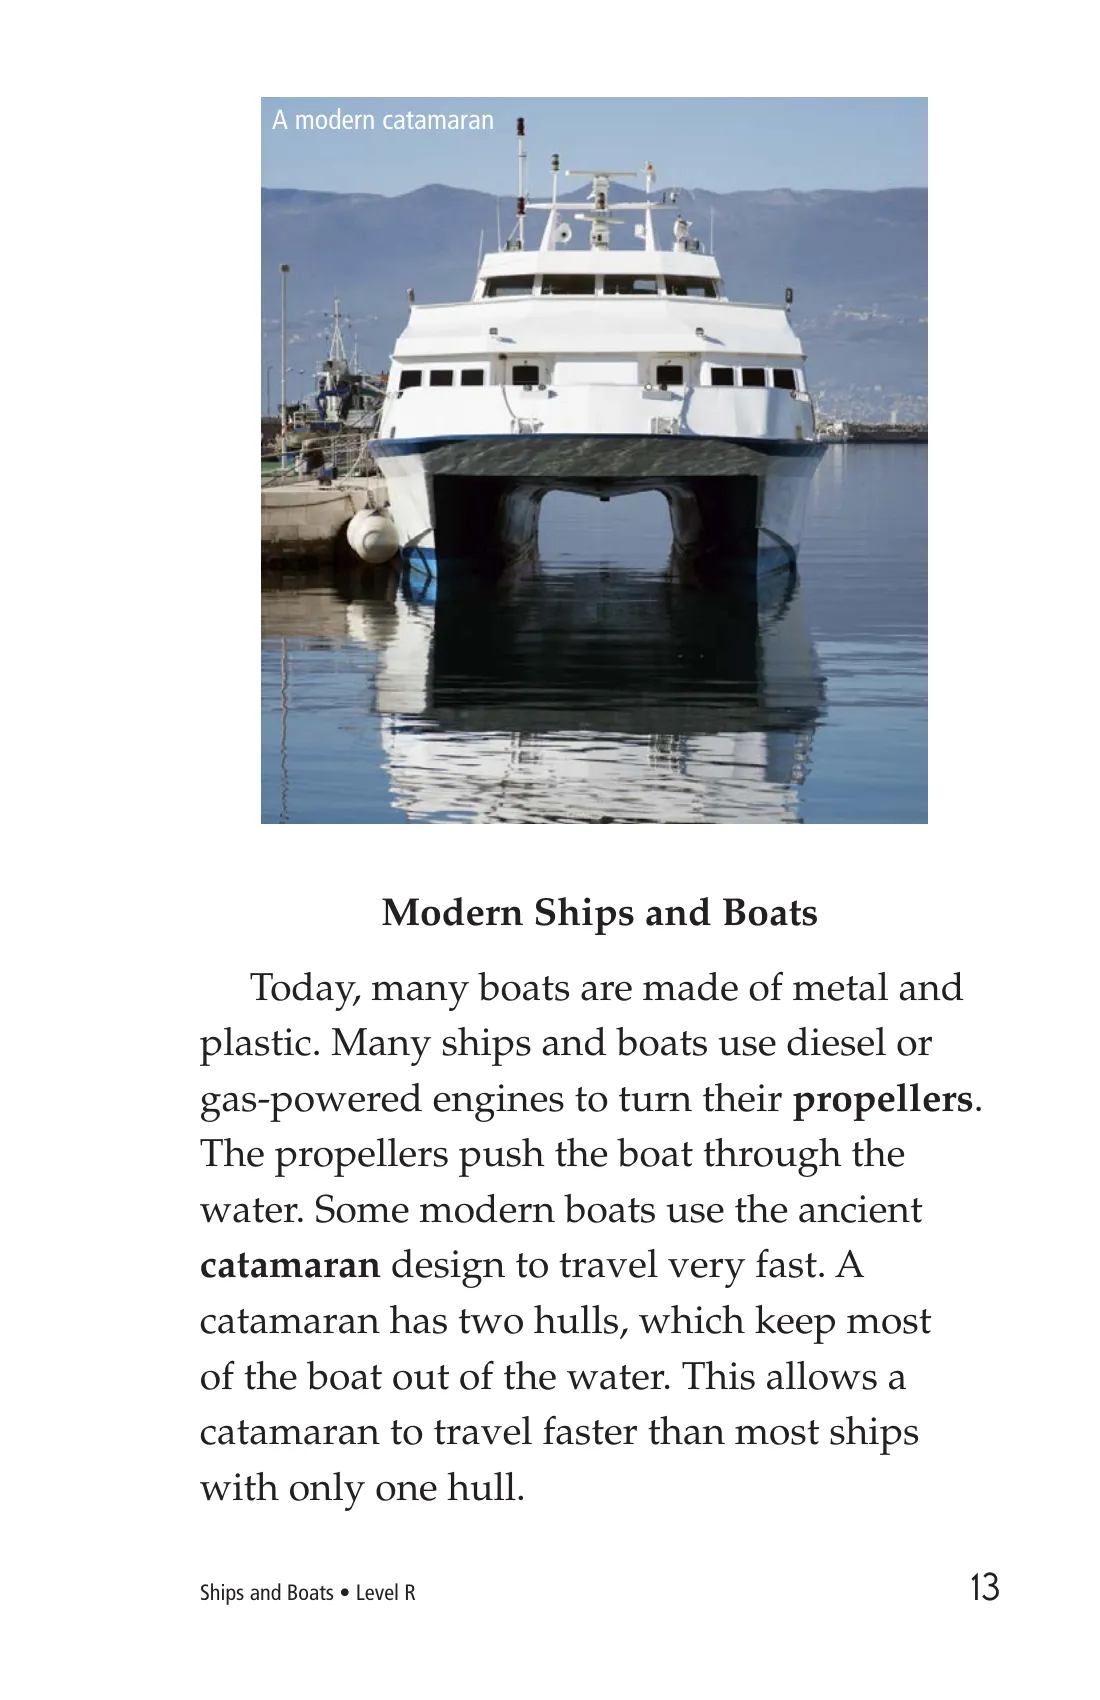 A modern catamaran
Modern Ships and Boats
Today, many boats are made of metal and
plastic. Many ships and boats use diesel or
gas-powered engines to turn their propellers.
The propellers push the boat through the
water. Some modern boats use the ancient
catamaran design to travel very fast. A
catamaran has two hulls, which keep most
of the boat out of the water. This allows a
catamaran to travel faster than most ships
with only one hull.
Ships and Boats • Level R
13